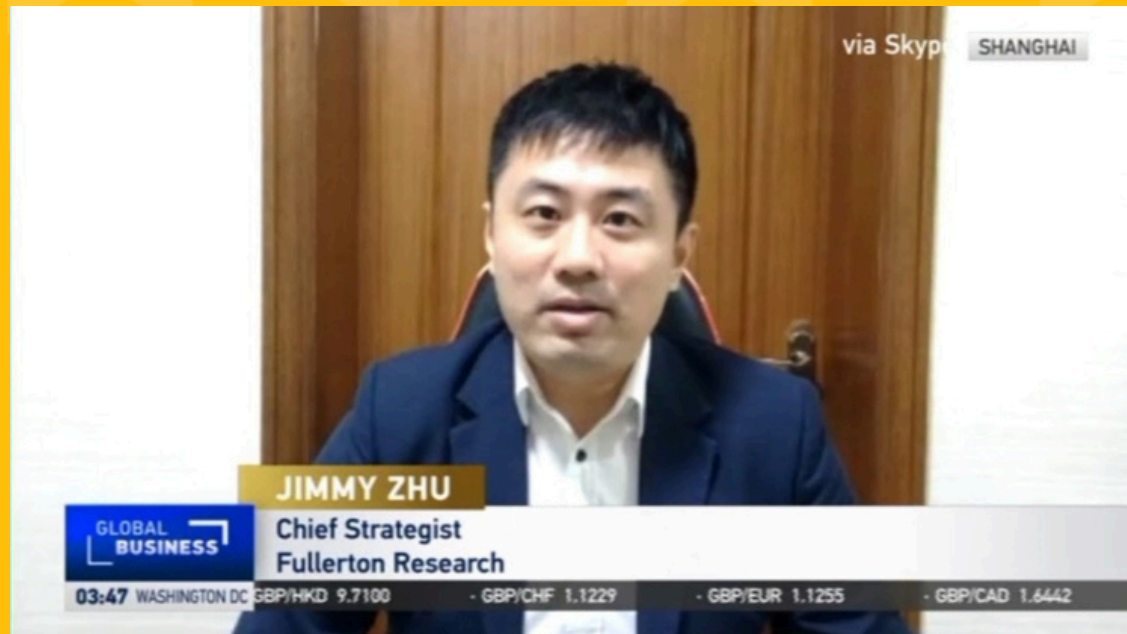 via Skype SHANGHAI
JIMMY ZHU
GLOBAL
BUSINESS
Chief Strategist
Fullerton Research
03:47 WASHINGTON DC GBP/HKD 9.7100 - GBP/CHF 1.1229 - GBP/EUR 1.1255 - GBP/CAD 1.6442